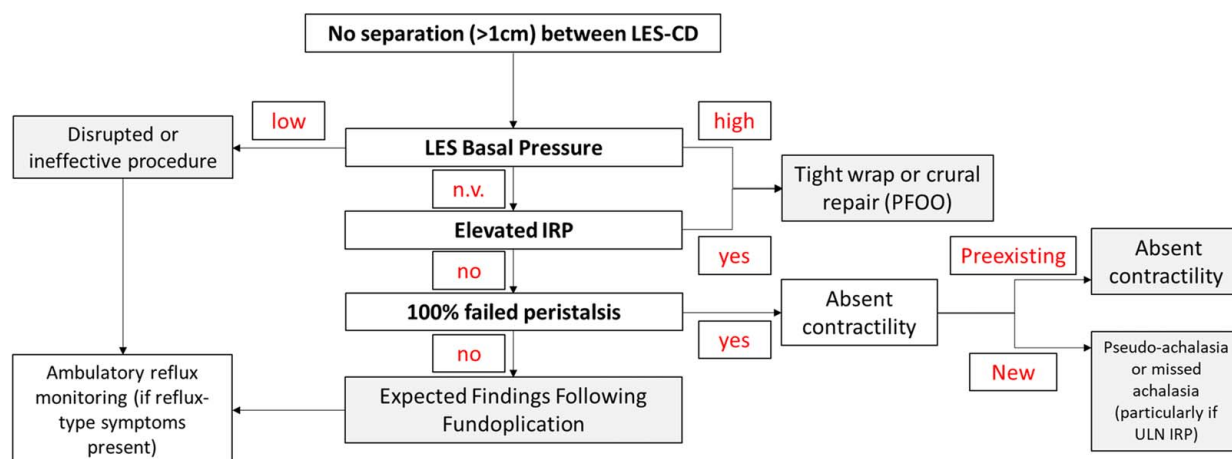 No separation (>1cm) between LES-CD
low
high
Disrupted or
ineffective procedure
LES Basal Pressure
Tight wrap or crural
repair (PFOO)
n.v.
Elevated IRP
yes
no
Preexisting
Absent
contractility
100% failed peristalsis
Absent
contractility
yes
no
New
Pseudo-achalasia
or missed
achalasia
(particularly if
ULN IRP)
Ambulatory reflux
monitoring (if reflux-
type symptoms
present)
Expected Findings Following
Fundoplication